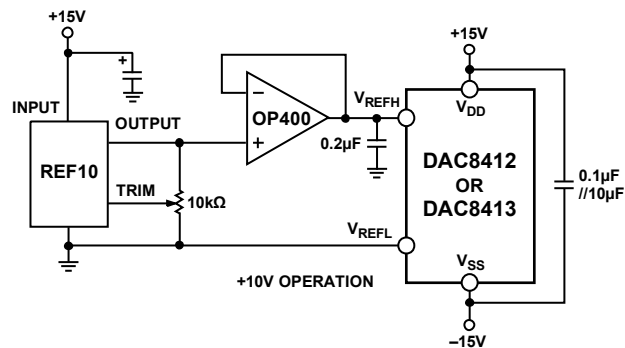 +15V
+
INPUT
OUTPUT
REF10
TRIM
10kΩ
–
OP400
+
VREFH
0.2µF
+15V
VDD
DAC8412
OR
DAC8413
0.1µF
//10µF
VREFL
VSS
+10V OPERATION
–15V